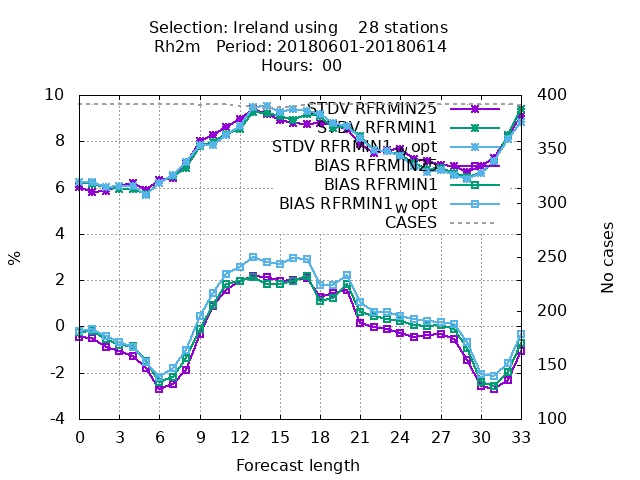 Selection: Ireland using    28 stations
Rh2m   Period: 20180601-20180614
Hours:  00
10
8
6
4
2
0
-2
-4
%
400
350
300
250
200
150
100
No cases
STDV RFRMIN25
STDV RFRMIN1
STDV RFRMIN1W opt
BIAS RFRMIN25
BIAS RFRMIN1
BIAS RFRMIN1W opt
CASES
0 3 6 9 12 15 18 21 24 27 30 33
Forecast length